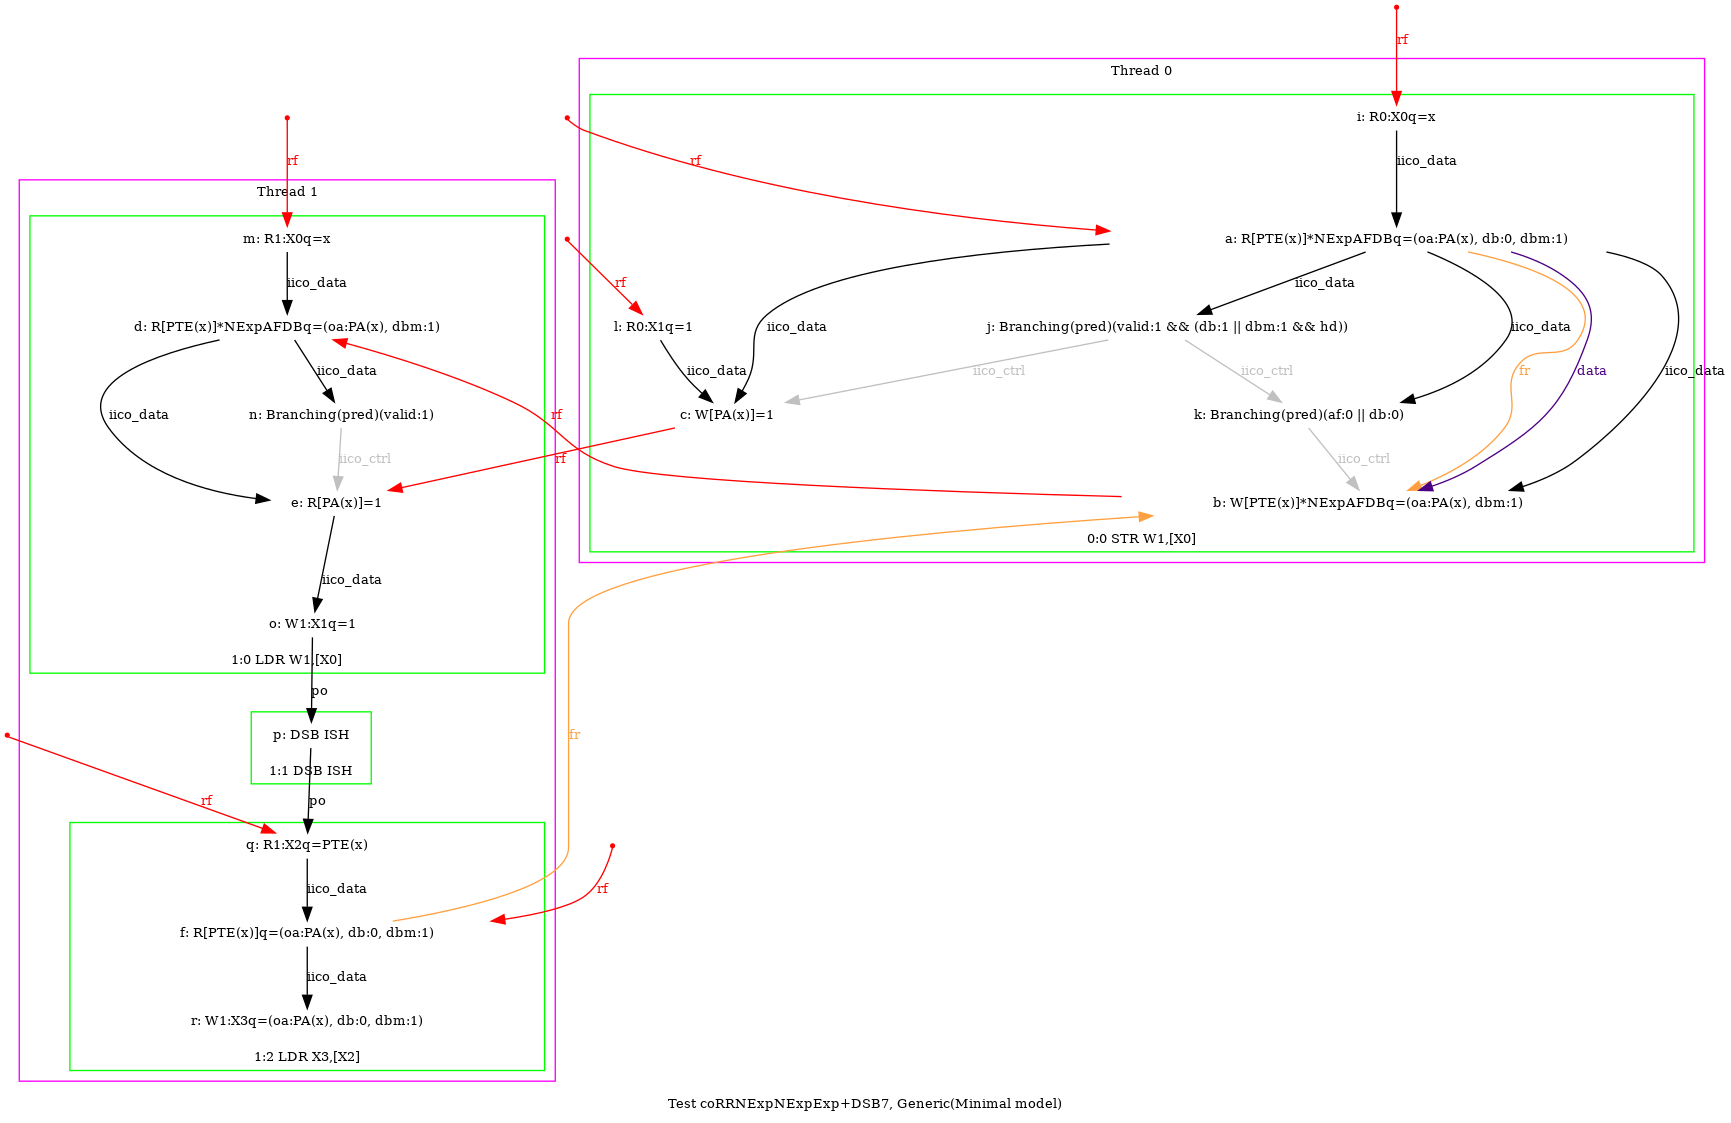 rf
Thread 0
i: R0:X0q=x
rf
iico_data
rf
Thread 1
m: R1:X0q=x
a: R[PTE(x)]*NExpAFDBq=(oa:PA(x), db:0, dbm:1)
iico_data
rf
iico_data
d: R[PTE(x)]*NExpAFDBq=(oa:PA(x), dbm:1)
l: R0:X1q=1
iico_data
j: Branching(pred)(valid:1 && (db:1 || dbm:1 && hd))
iico_data
iico_data
iico_data
iico_data
iico_ctrl
iico_ctrl
fr
data
iico_data
n: Branching(pred)(valid:1)
rf
c: W[PA(x)]=1
k: Branching(pred)(af:0 || db:0)
iico_ctrl
rf
iico_ctrl
e: R[PA(x)]=1
b: W[PTE(x)]*NExpAFDBq=(oa:PA(x), dbm:1)
0:0 STR W1,[X0]
iico_data
o: W1:X1q=1
1:0 LDR W1,[X0]
po
p: DSB ISH
fr
1:1 DSB ISH
rf
po
q: R1:X2q=PTE(x)
iico_data
rf
f: R[PTE(x)]q=(oa:PA(x), db:0, dbm:1)
iico_data
r: W1:X3q=(oa:PA(x), db:0, dbm:1)
1:2 LDR X3,[X2]
Test coRRNExpNExpExp+DSB7, Generic(Minimal model)